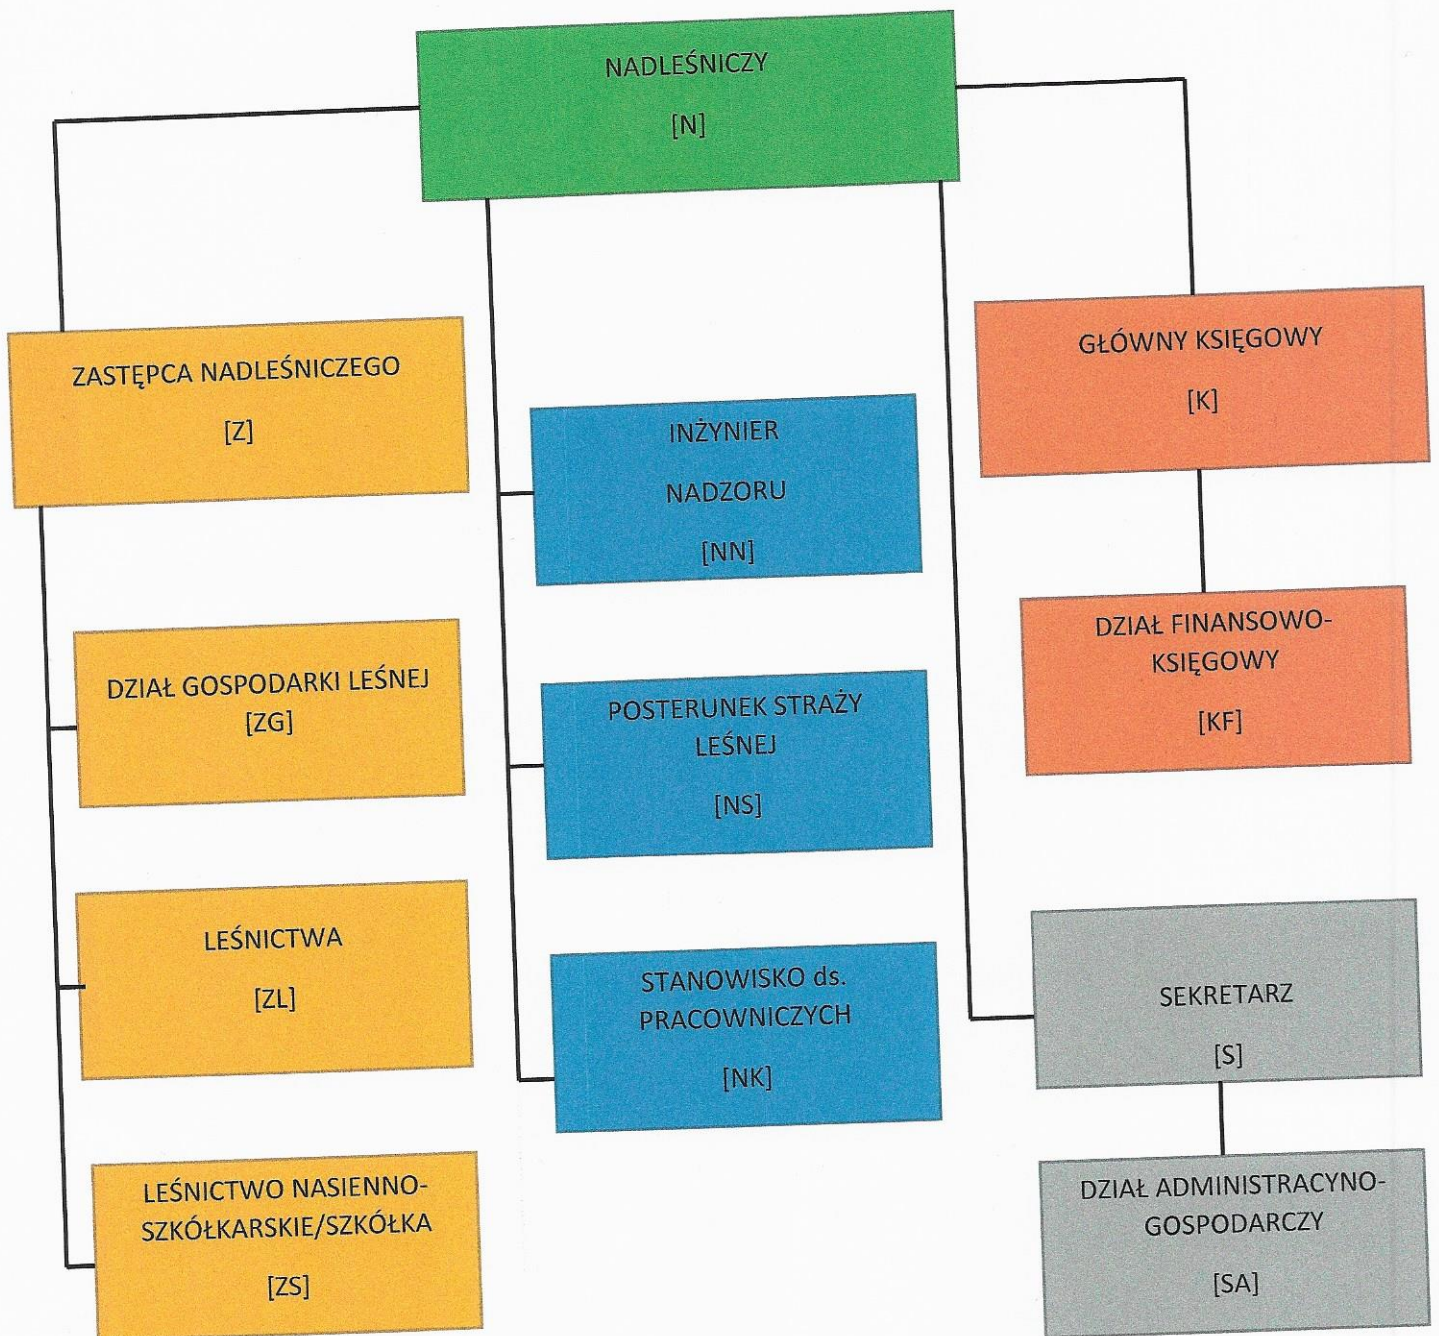 NADLEŚNICZY
[N]
ZASTĘPCA NADLEŚNICZEGO
[Z]
DZIAŁ GOSPODARKI LEŚNEJ
[ZG]
LEŚNICTWA
[ZL]
LEŚNICTWO NASIENNO-
SZKÓŁKARSKIE/SZKÓŁKA
[ZS]
INŻYNIER
NADZORU
[NN]
POSTERUNEK STRAŻY
LEŚNEJ
[NS]
STANOWISKO ds.
PRACOWNICZYCH
[NK]
GŁÓWNY KSIĘGOWY
[K]
DZIAŁ FINANSOWO-
KSIĘGOWY
[KF]
SEKRETARZ
[S]
DZIAŁ ADMINISTRACYNO-
GOSPODARCZY
[SA]